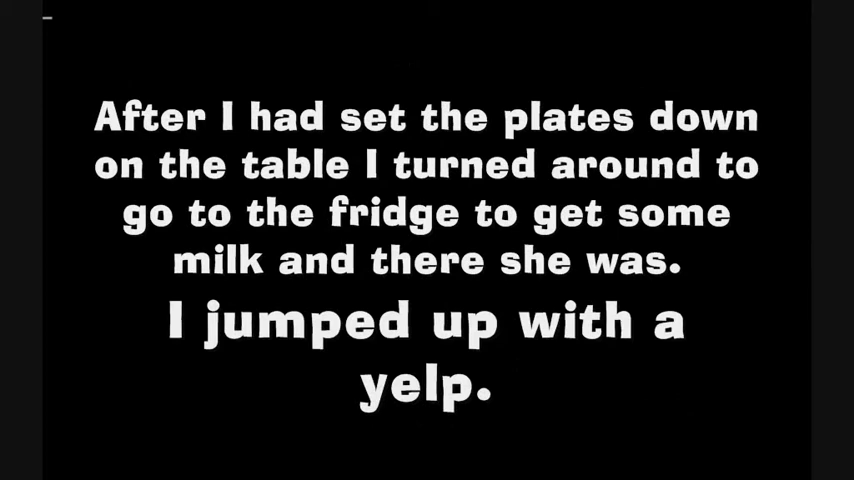 After I had set the plates down
on the table I turned around to
go to the fridge to get some
milk and there she was.
I jumped up with a
yelp.